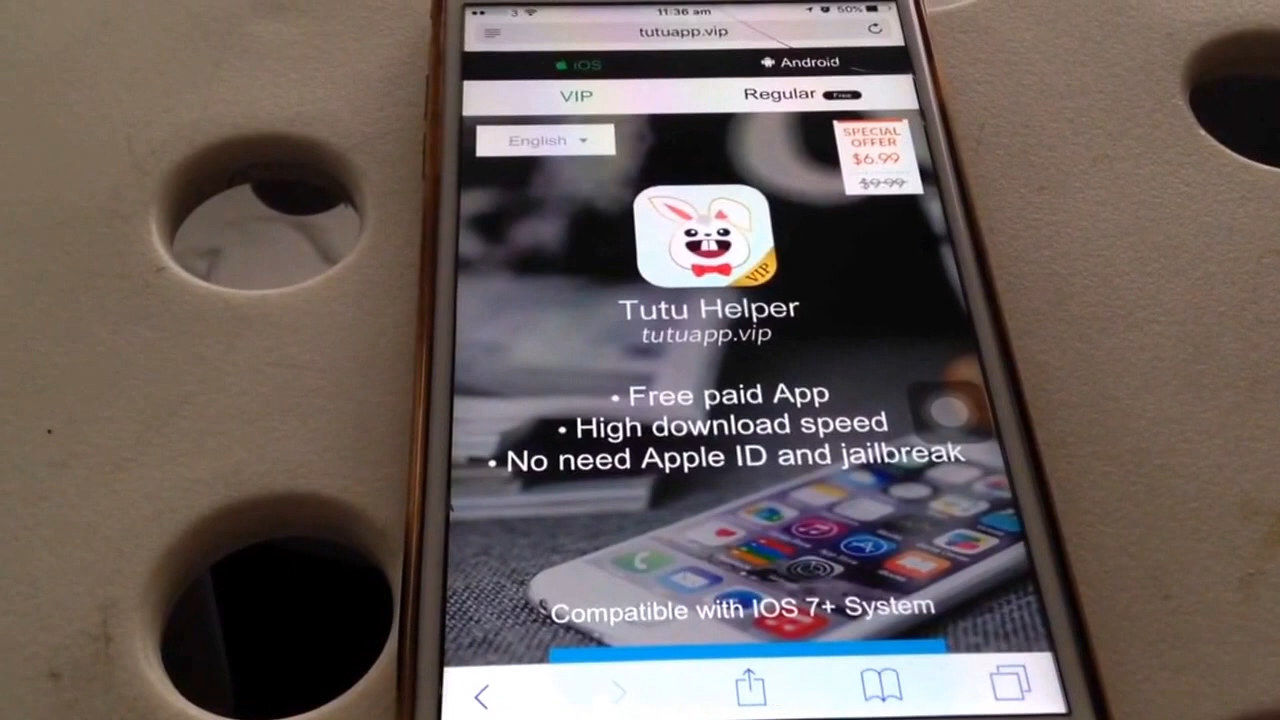 3 11:36 am 50%
tutuapp.vip
iOS Android
VIP Regular Free
English
SPECIAL
OFFER
$6.99
$9.99
VIP
Tutu Helper
tutuapp.vip
• Free paid App
• High download speed
• No need Apple ID and jailbreak
Compatible with IOS 7+ System